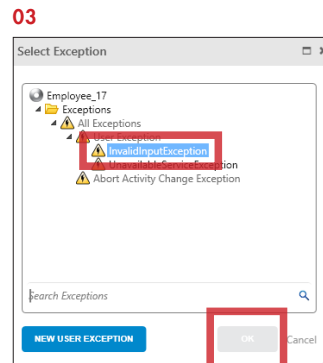 03
Select Exception
Employee_17
Exceptions
All Exceptions
User Exception
InvalidInputException
UnavailableServiceException
Abort Activity Change Exception
Search Exceptions
NEW USER EXCEPTION
OK
Cancel